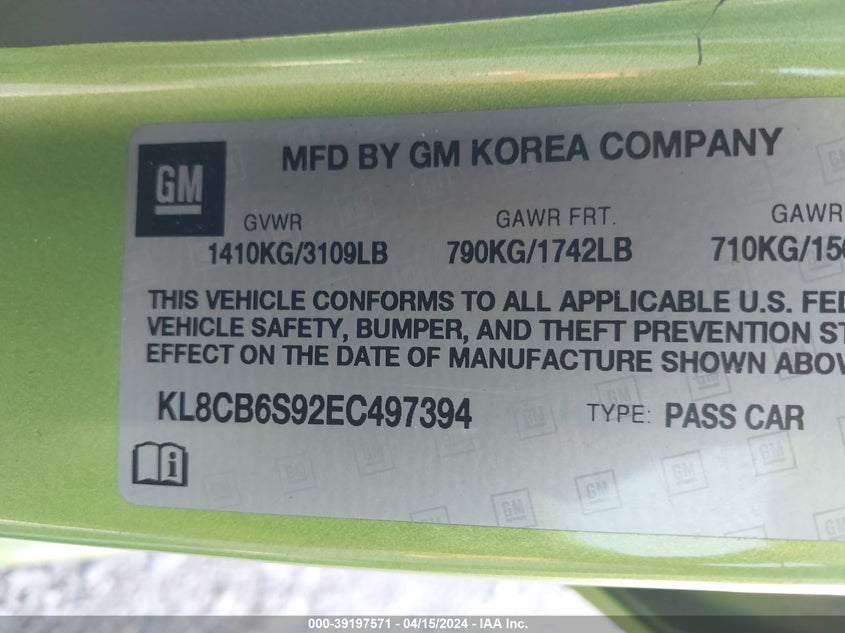 GM
MFD BY GM KOREA COMPANY
GVWR GAWR FRT. GAWR
1410KG/3109LB 790KG/1742LB 710KG/156
THIS VEHICLE CONFORMS TO ALL APPLICABLE U.S. FED
VEHICLE SAFETY, BUMPER, AND THEFT PREVENTION ST
EFFECT ON THE DATE OF MANUFACTURE SHOWN ABOV
KL8CB6S92EC497394 TYPE: PASS CAR
000-39197571 - 04/15/2024 - IAA Inc.